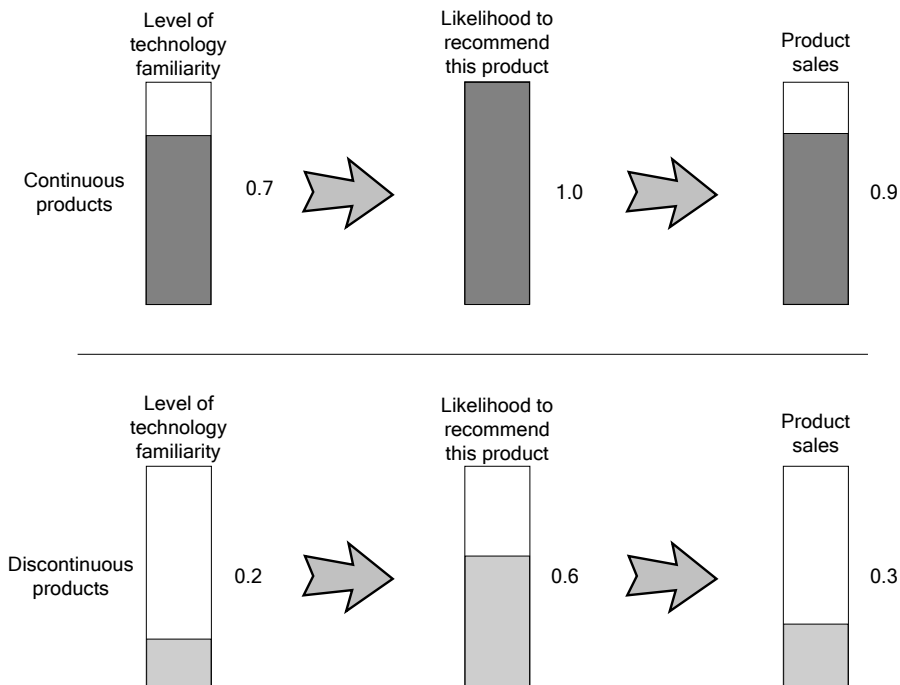 Level of
technology
familiarity
Likelihood to
recommend
this product
Product
sales
Continuous
products
0.7
1.0
0.9
Level of
technology
familiarity
Likelihood to
recommend
this product
Product
sales
Discontinuous
products
0.2
0.6
0.3